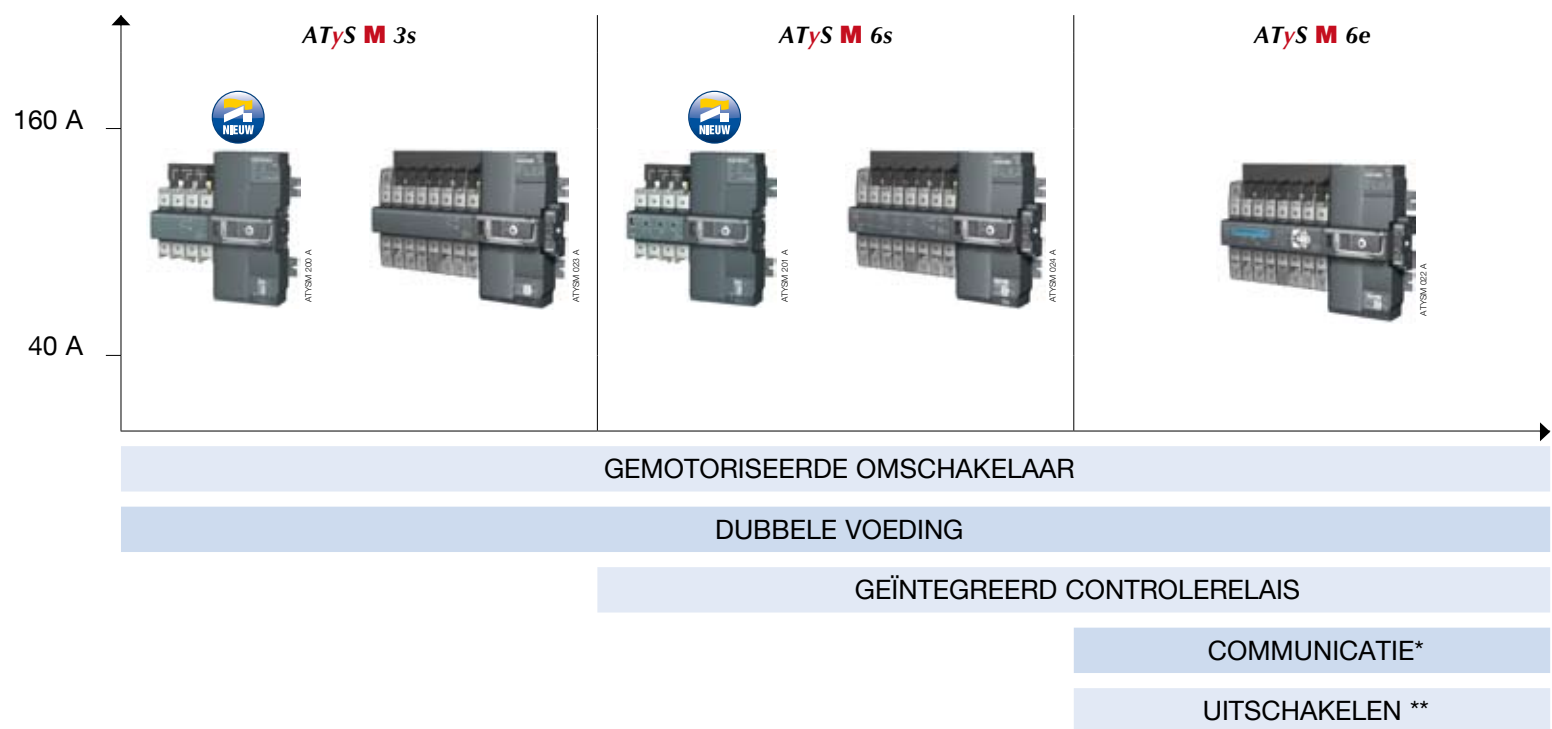 ATyS M 3s
ATyS M 6s
ATyS M 6e
160 A
NIEUW
NIEUW
ATYSM 200 A
ATYSM 023 A
ATYSM 201 A
ATYSM 024 A
ATYSM 022 A
40 A
GEMOTORISEERDE OMSCHAKELAAR
DUBBELE VOEDING
GEÏNTEGREERD CONTROLERELAIS
COMMUNICATIE*
UITSCHAKELEN **